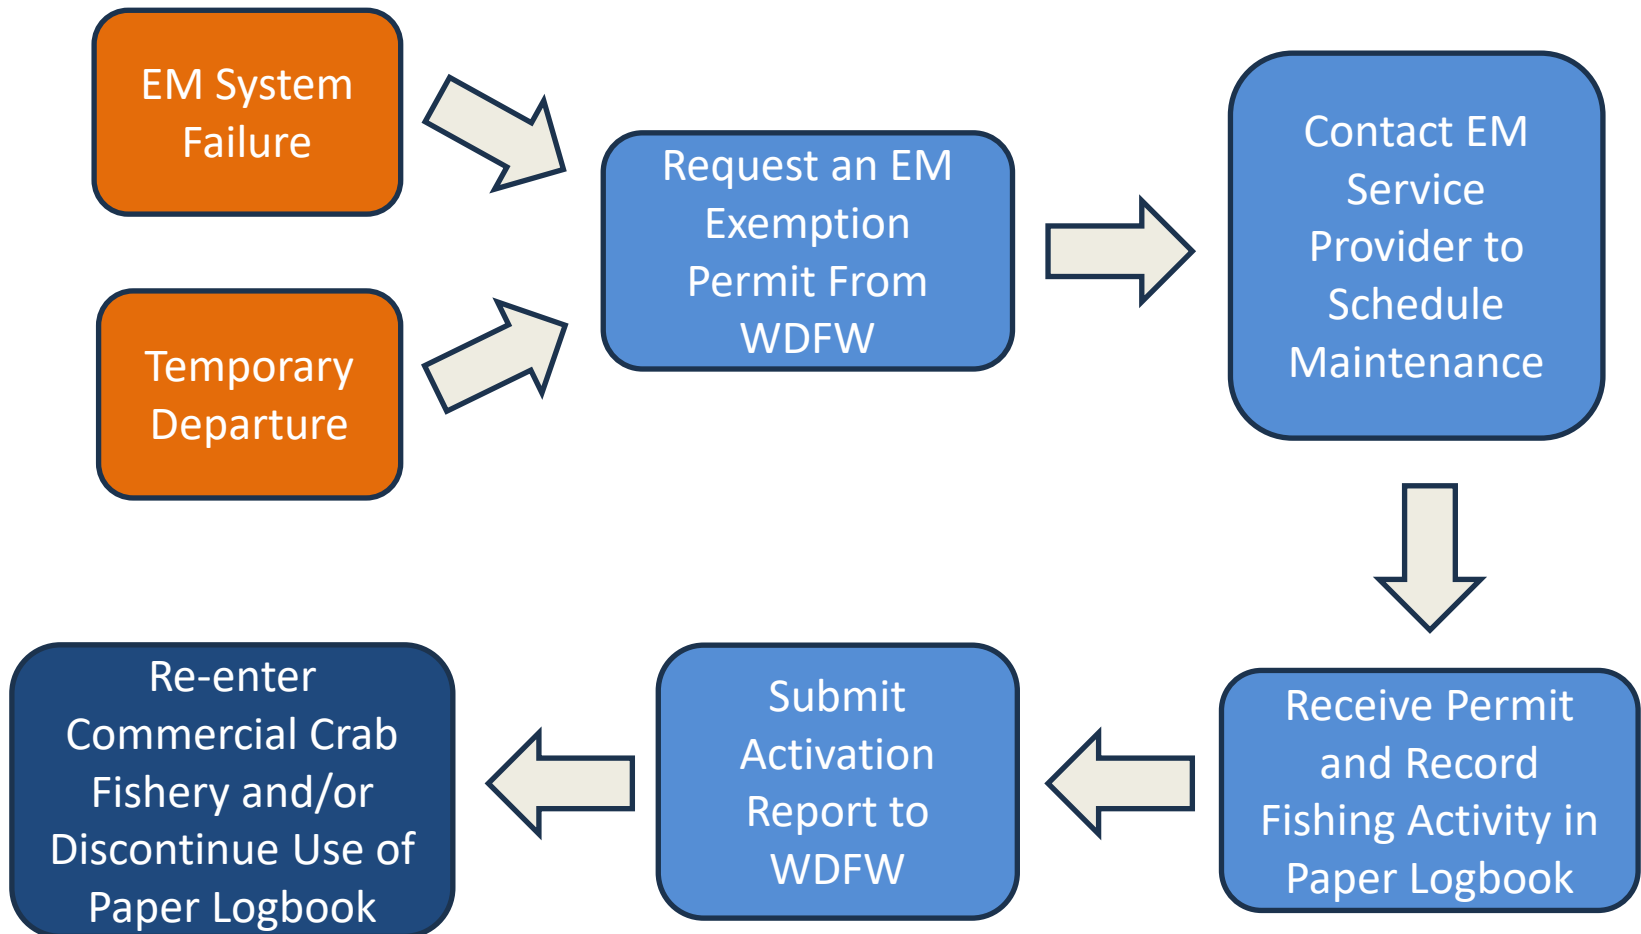 EM System
Failure
Temporary
Departure
Request an EM
Exemption
Permit From
WDFW
Contact EM
Service
Provider to
Schedule
Maintenance
Receive Permit
and Record
Fishing Activity in
Paper Logbook
Submit
Activation
Report to
WDFW
Re-enter
Commercial Crab
Fishery and/or
Discontinue Use of
Paper Logbook